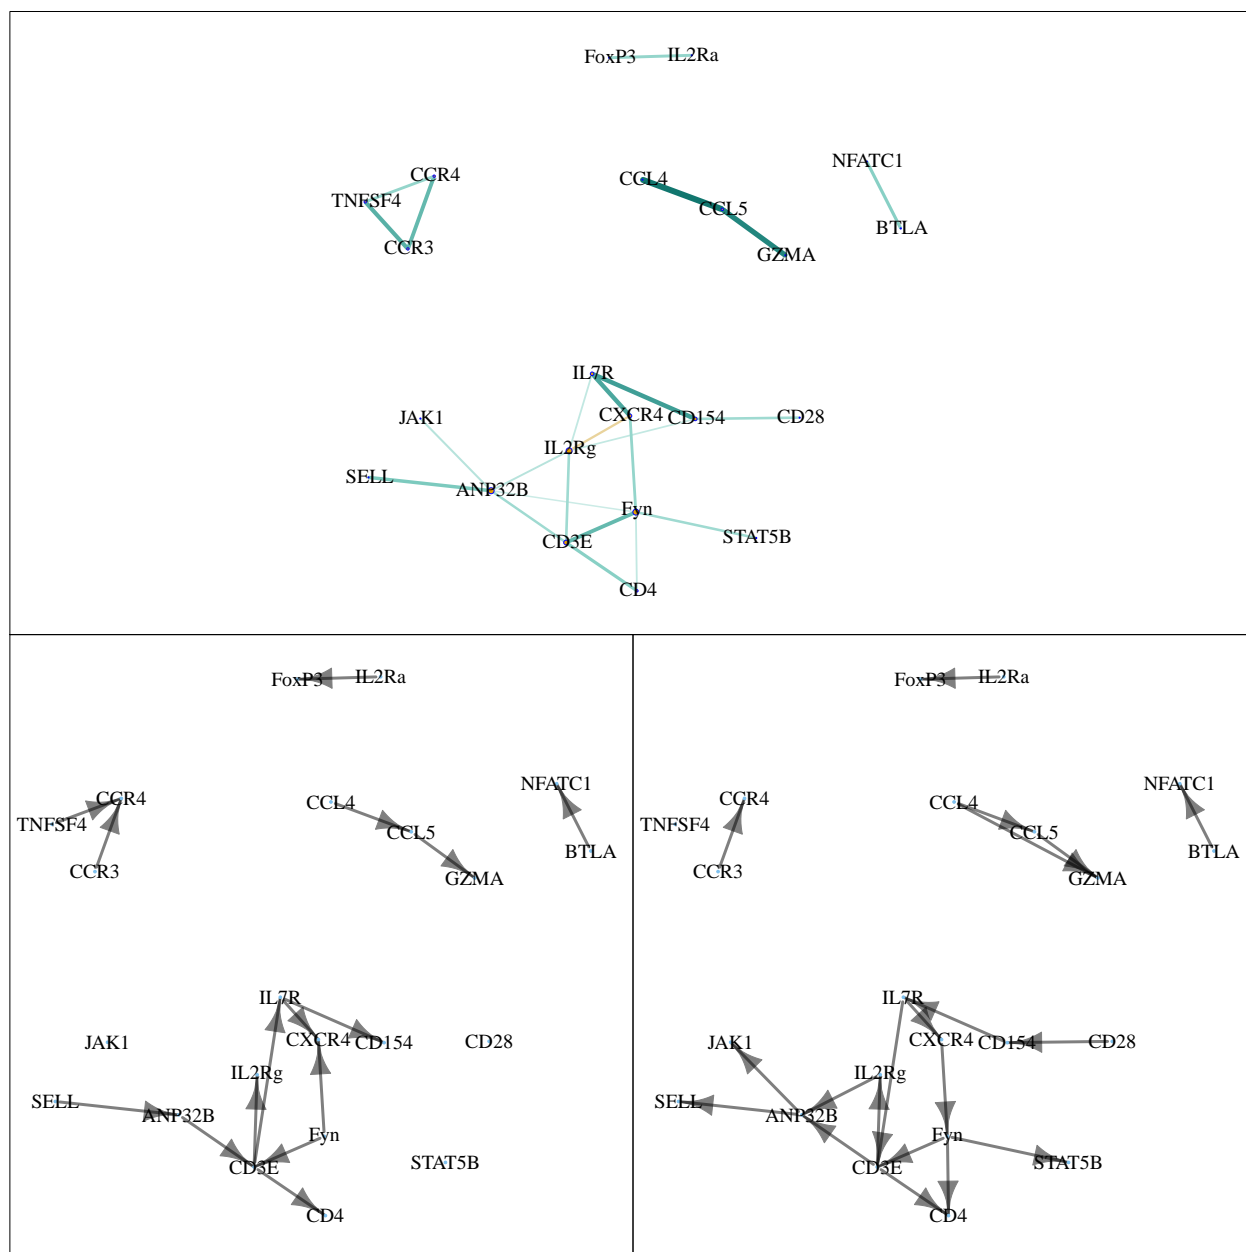 FoxP3 IL2Ra
NFATC1
CCR4
CCL4
TNFSF4
CCL5
BTLA
CCR3
GZMA
IL7R
JAK1
CXCR4
CD154
CD28
IL2Rg
SELL
ANP32B
Fyn
STAT5B
CD3E
CD4
FoxP3 IL2Ra
NFATC1
CCR4
CCL4
TNFSF4
CCL5
BTLA
CCR3
GZMA
IL7R
JAK1
CXCR4
CD154
CD28
IL2Rg
SELL
ANP32B
Fyn
STAT5B
CD3E
CD4
FoxP3 IL2Ra
NFATC1
CCR4
CCL4
TNFSF4
CCL5
BTLA
CCR3
GZMA
IL7R
JAK1
CXCR4
CD154
CD28
IL2Rg
SELL
ANP32B
Fyn
STAT5B
CD3E
CD4